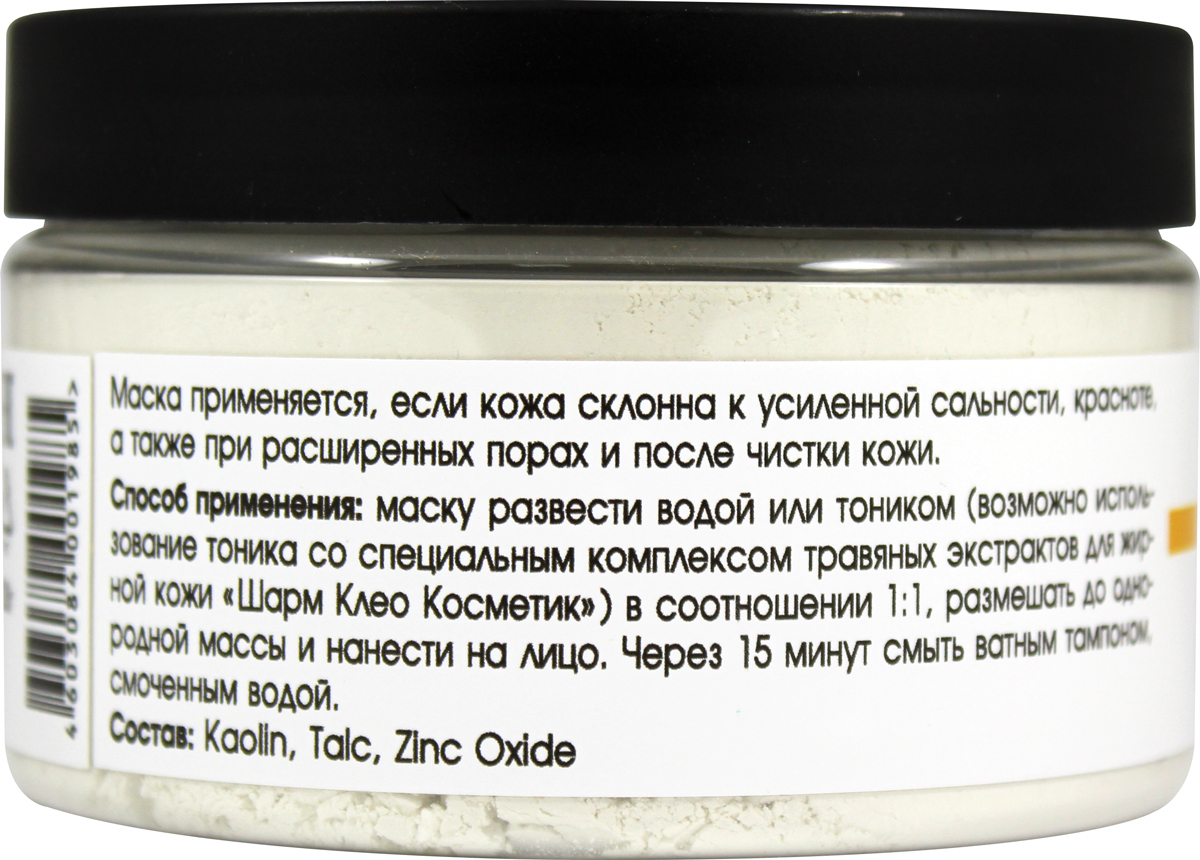 Маска применяется, если кожа склонна к усиленной сальности, красноте,
а также при расширенных порах и после чистки кожи.
Способ применения: маску развести водой или тоником (возможно исполь-
зование тоника со специальным комплексом травяных экстрактов для жир-
ной кожи «Шарм Клео Косметик») в соотношении 1:1, размешать до одно-
родной массы и нанести на лицо. Через 15 минут смыть ватным тампоном,
смоченным водой.
Состав: Kaolin, Talc, Zinc Oxide
4 603084 001985 >